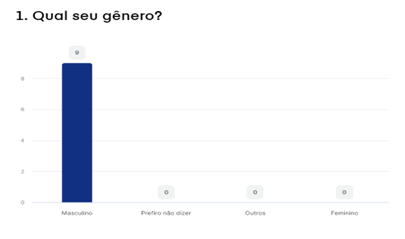 1. Qual seu gênero?
9
8
6
4
2
0
0
0
0
Masculino
Prefiro não dizer
Outros
Feminino